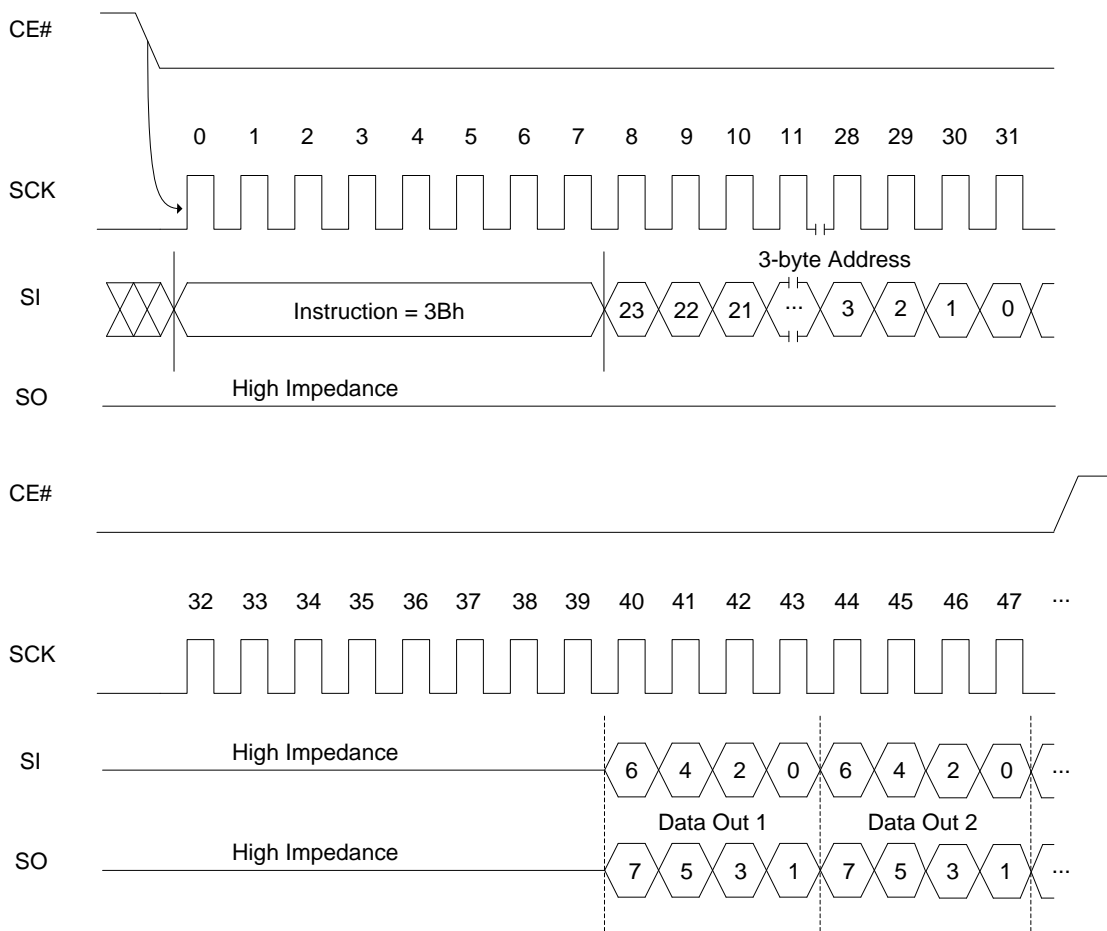 CE#
0 1 2 3 4 5 6 7 8 9 10 11 28 29 30 31
SCK
3-byte Address
SI
Instruction = 3Bh 23 22 21 ... 3 2 1 0
High Impedance
SO
CE#
32 33 34 35 36 37 38 39 40 41 42 43 44 45 46 47 ...
SCK
High Impedance
SI
6 4 2 0 6 4 2 0 ...
Data Out 1 Data Out 2
High Impedance
SO
7 5 3 1 7 5 3 1 ...